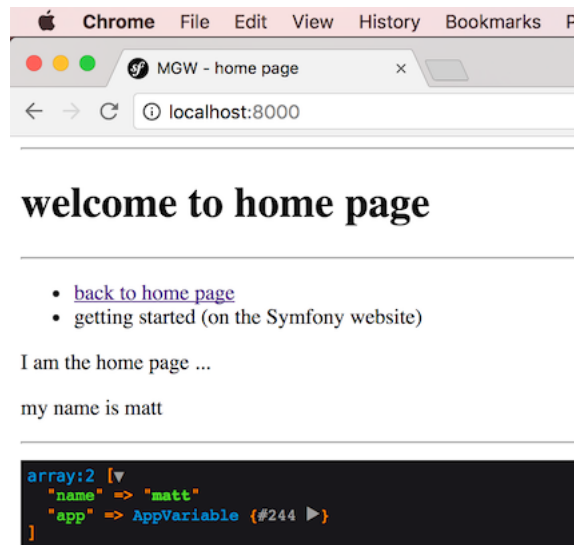 Chrome File Edit View History Bookmarks
MGW - home page
localhost:8000
welcome to home page
back to home page
getting started (on the Symfony website)
I am the home page ...
my name is matt
array:2 [▼
"name" => "matt"
"app" => AppVariable {#244 ▶}
]